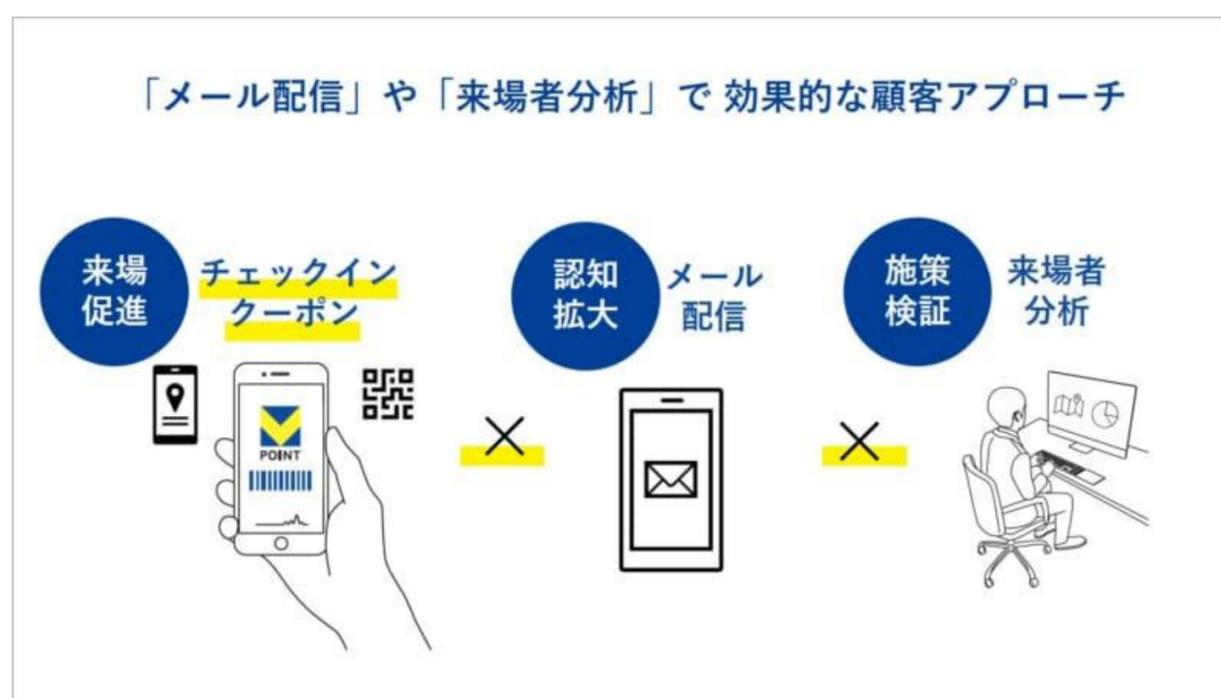 「メール配信」や「来場者分析」で 効果的な顧客アプローチ
来場
促進
チェックイン
クーポン
認知
拡大
メール
配信
施策
検証
来場者
分析
POINT